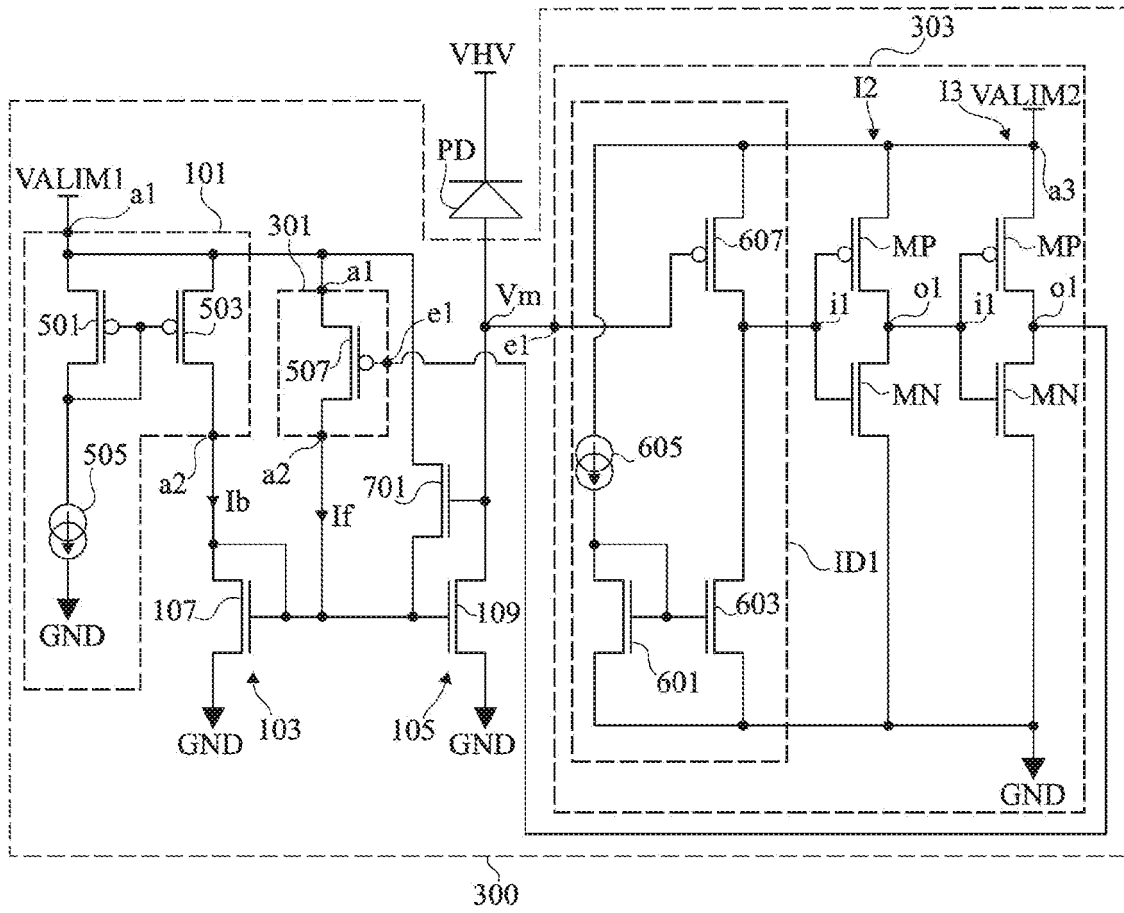 303
VHV
I2
I3
VALIM2
PD
a3
VALIM1
101
a1
301
607
MP
MP
a1
Vm
i1
o1
i1
o1
501
503
e1
e1
507
MN
MN
505
a2
a2
605
701
Ib
If
ID1
107
109
603
GND
601
103
105
GND
GND
GND
300